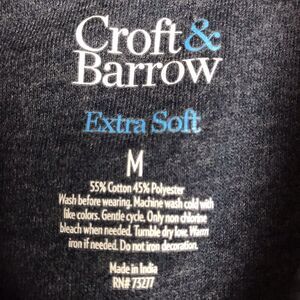 Croft&
Barrow
Extra Soft
M
55% Cotton 45% Polyester
Wash before wearing. Machine wash cold with
like colors. Gentle cycle. Only non chlorine
bleach when needed. Tumble dry low. Warm
iron if needed. Do not iron decoration.
Made in India
RN# 73277